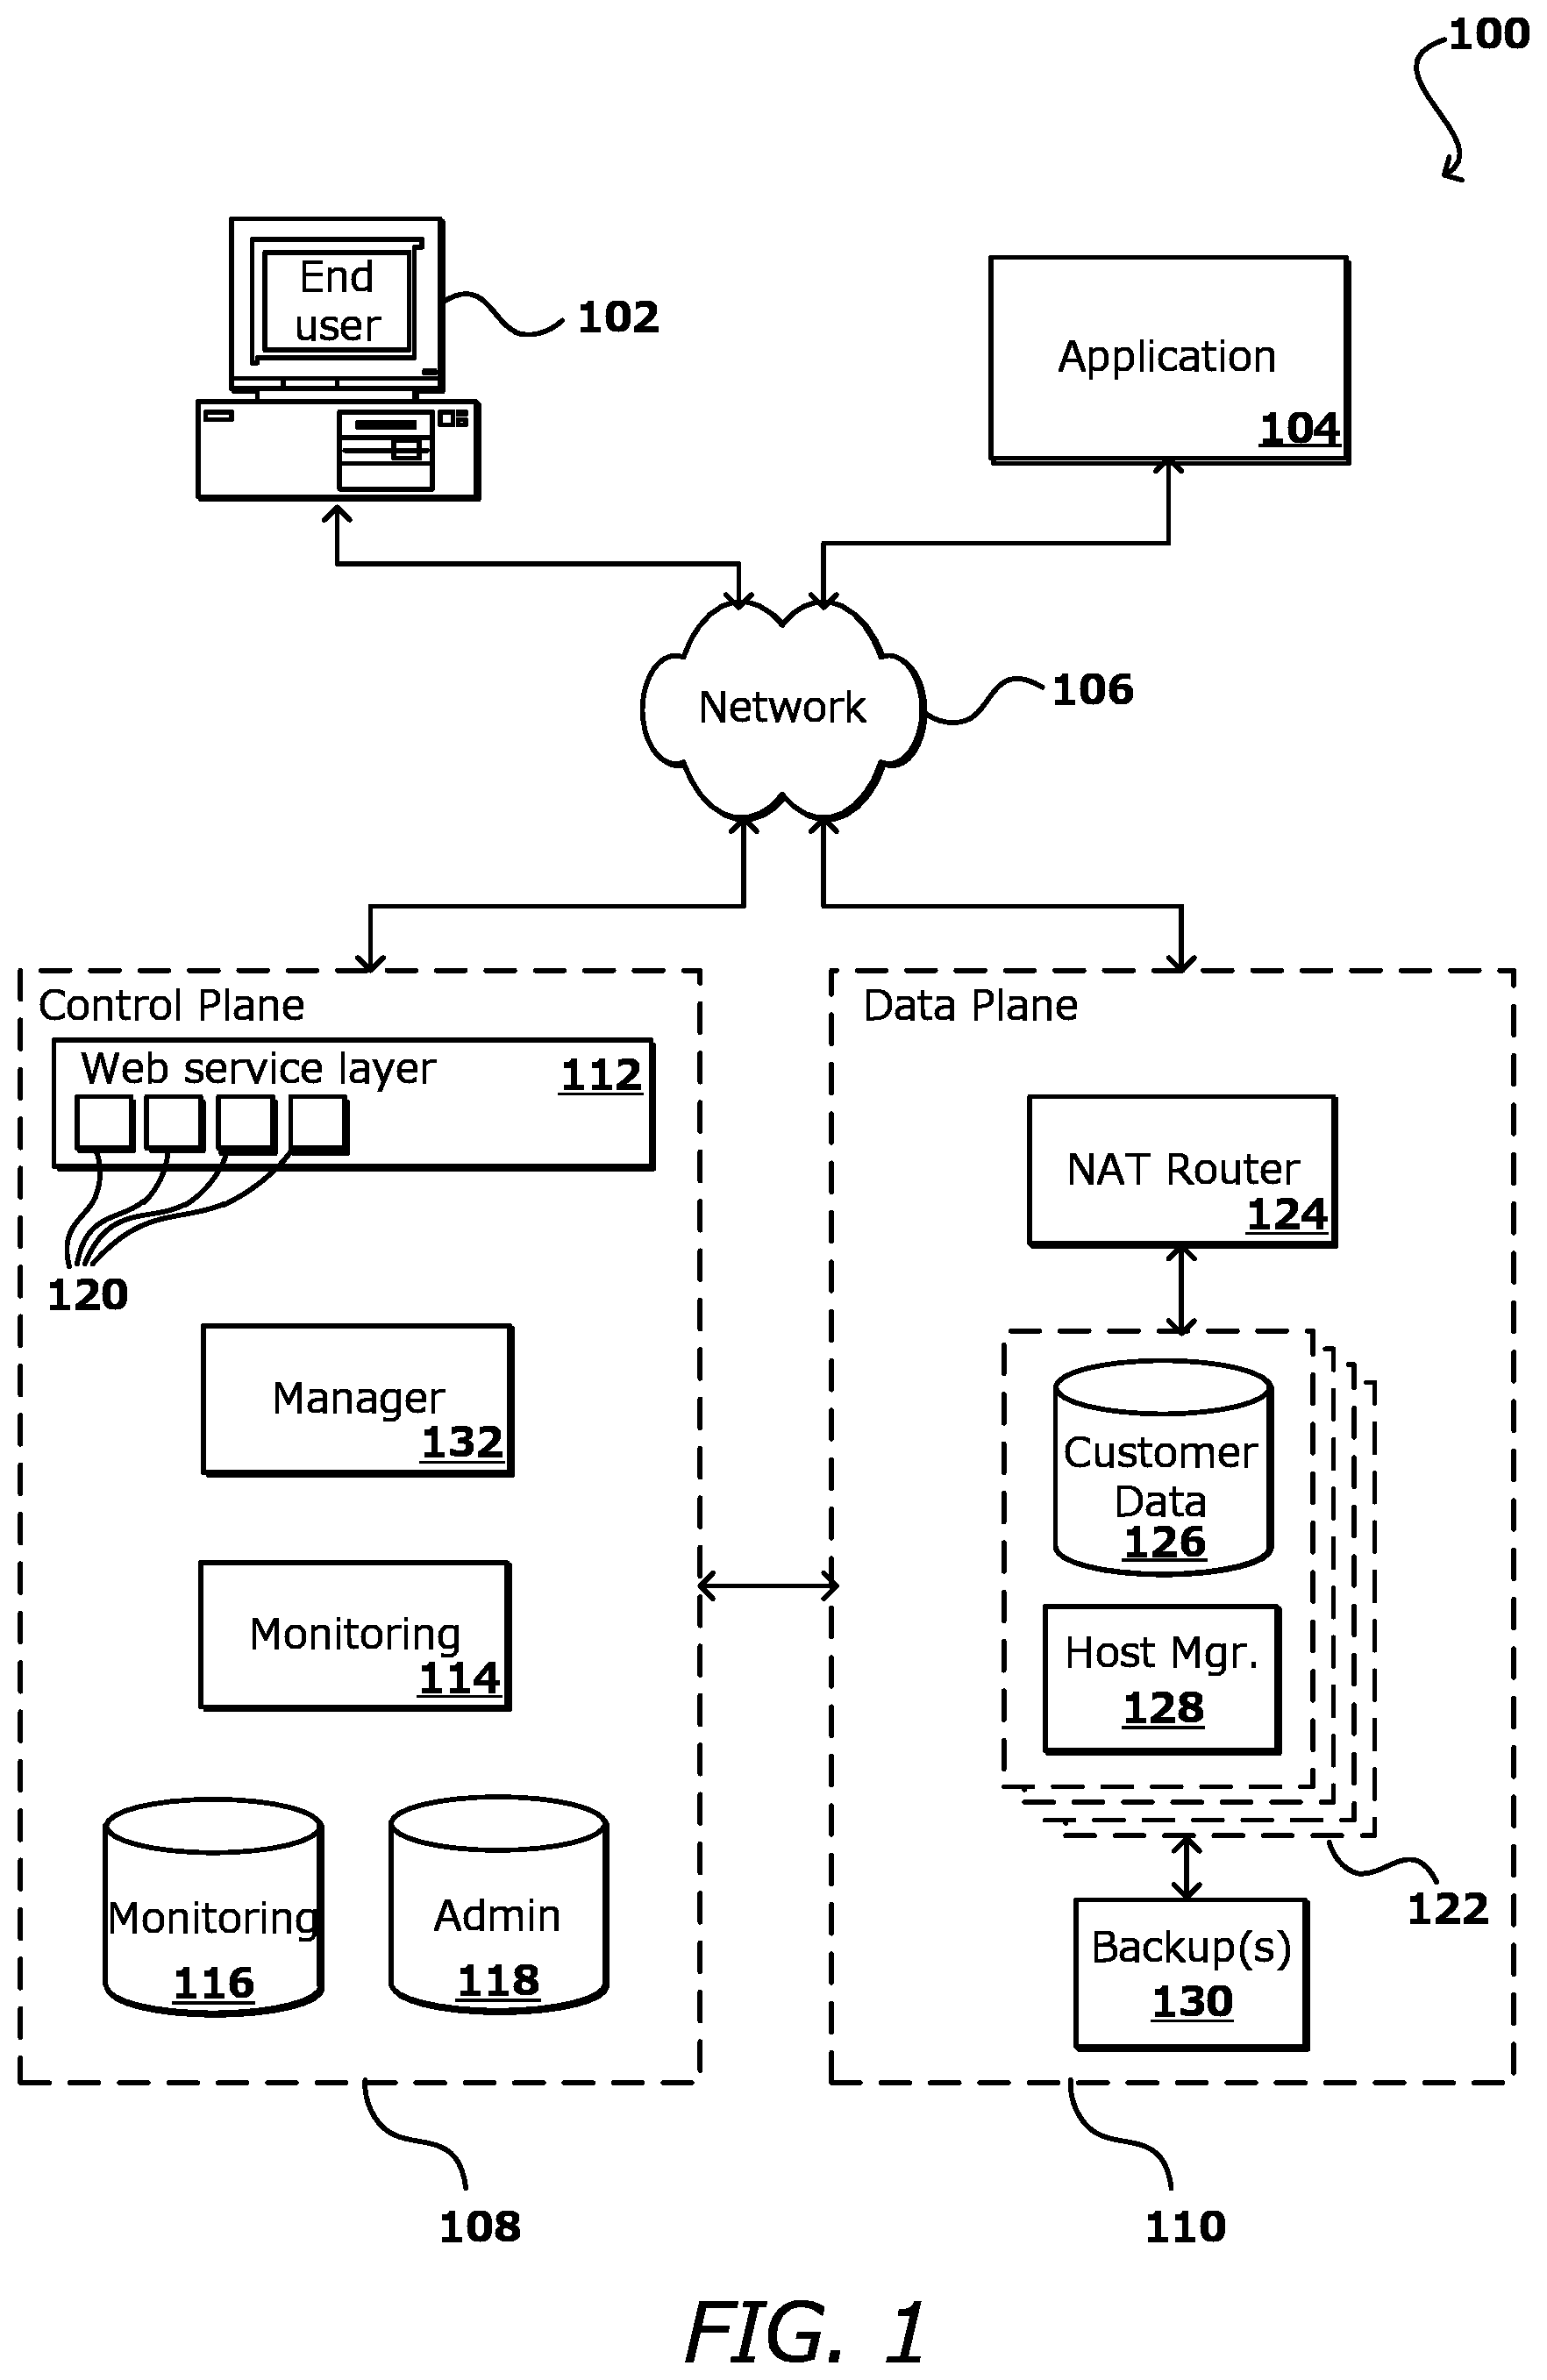 100
End
user
102
Application
104
Network
106
Control Plane
Web service layer
112
120
Manager
132
Monitoring
114
Monitoring
116
Admin
118
108
Data Plane
NAT Router
124
Customer
Data
126
Host Mgr.
128
122
Backup(s)
130
110
FIG. 1